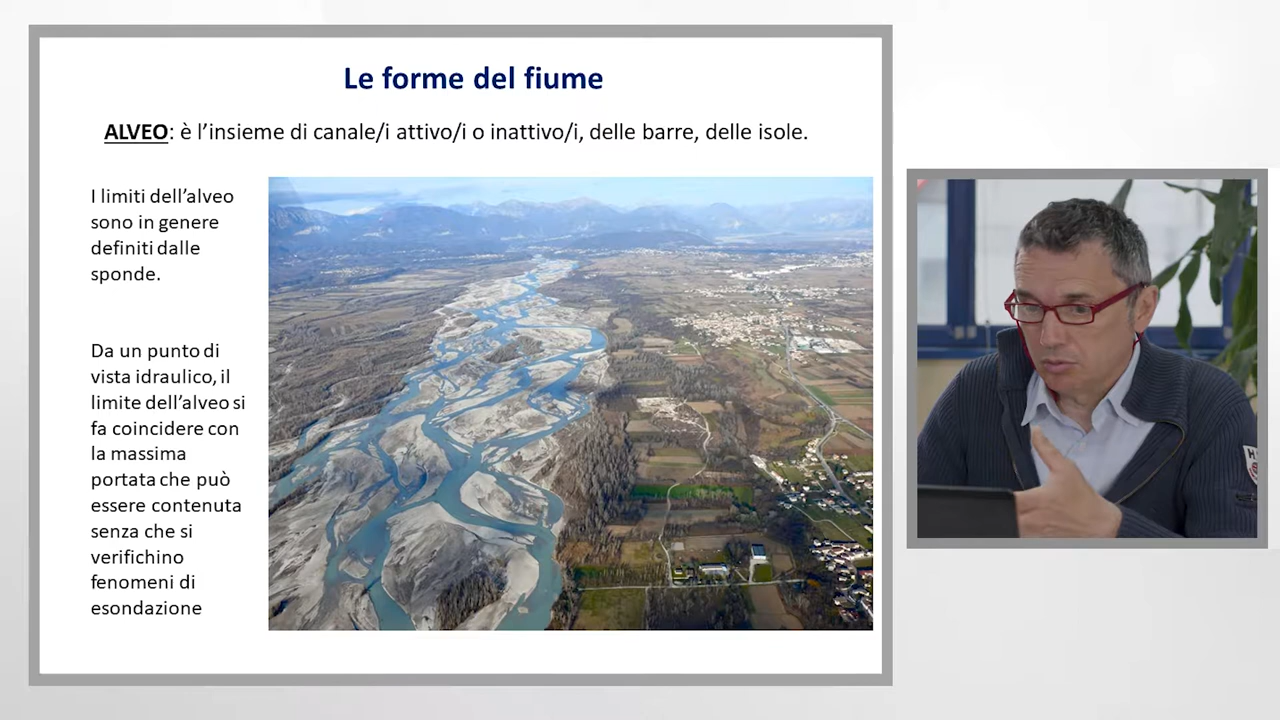 Le forme del fiume
ALVEO: è l’insieme di canale/i attivo/i o inattivo/i, delle barre, delle isole.
I limiti dell’alveo
sono in genere
definiti dalle
sponde.
Da un punto di
vista idraulico, il
limite dell’alveo si
fa coincidere con
la massima
portata che può
essere contenuta
senza che si
verifichino
fenomeni di
esondazione